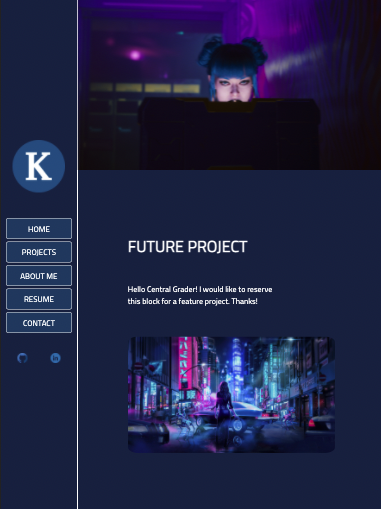 K
HOME
PROJECTS
ABOUT ME
RESUME
CONTACT
FUTURE PROJECT
Hello Central Grader! I would like to reserve
this block for a feature project. Thanks!